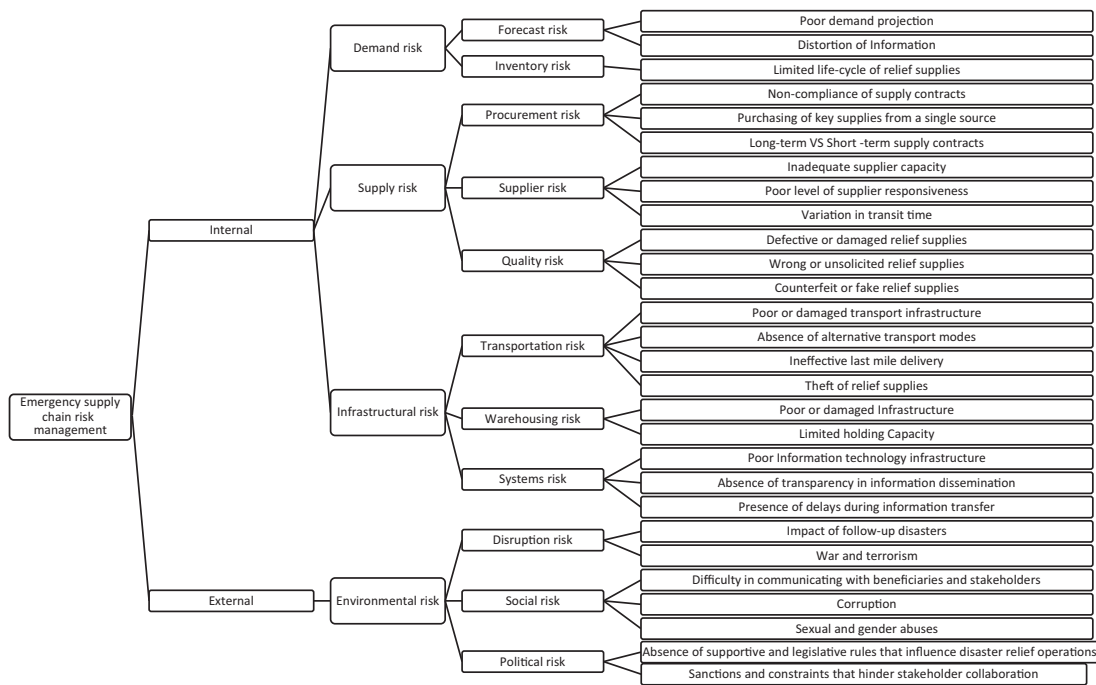 Emergency supply
chain risk
management
Internal
External
Demand risk
Supply risk
Infrastructural risk
Environmental risk
Forecast risk
Inventory risk
Procurement risk
Supplier risk
Quality risk
Transportation risk
Warehousing risk
Systems risk
Disruption risk
Social risk
Political risk
Poor demand projection
Distortion of Information
Limited life-cycle of relief supplies
Non-compliance of supply contracts
Purchasing of key supplies from a single source
Long-term VS Short -term supply contracts
Inadequate supplier capacity
Poor level of supplier responsiveness
Variation in transit time
Defective or damaged relief supplies
Wrong or unsolicited relief supplies
Counterfeit or fake relief supplies
Poor or damaged transport infrastructure
Absence of alternative transport modes
Ineffective last mile delivery
Theft of relief supplies
Poor or damaged Infrastructure
Limited holding Capacity
Poor Information technology infrastructure
Absence of transparency in information dissemination
Presence of delays during information transfer
Impact of follow-up disasters
War and terrorism
Difficulty in communicating with beneficiaries and stakeholders
Corruption
Sexual and gender abuses
Absence of supportive and legislative rules that influence disaster relief operations
Sanctions and constraints that hinder stakeholder collaboration